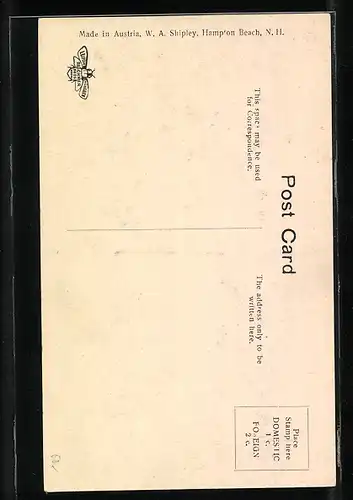 Made in Austria, W. A. Shipley, Hampton Beach, N. H.
Post Card
This space may be used
for Correspondence.
The address only to be
written here.
Place
Stamp here
DOMESTIC
1 c.
FOREIGN
2 c.